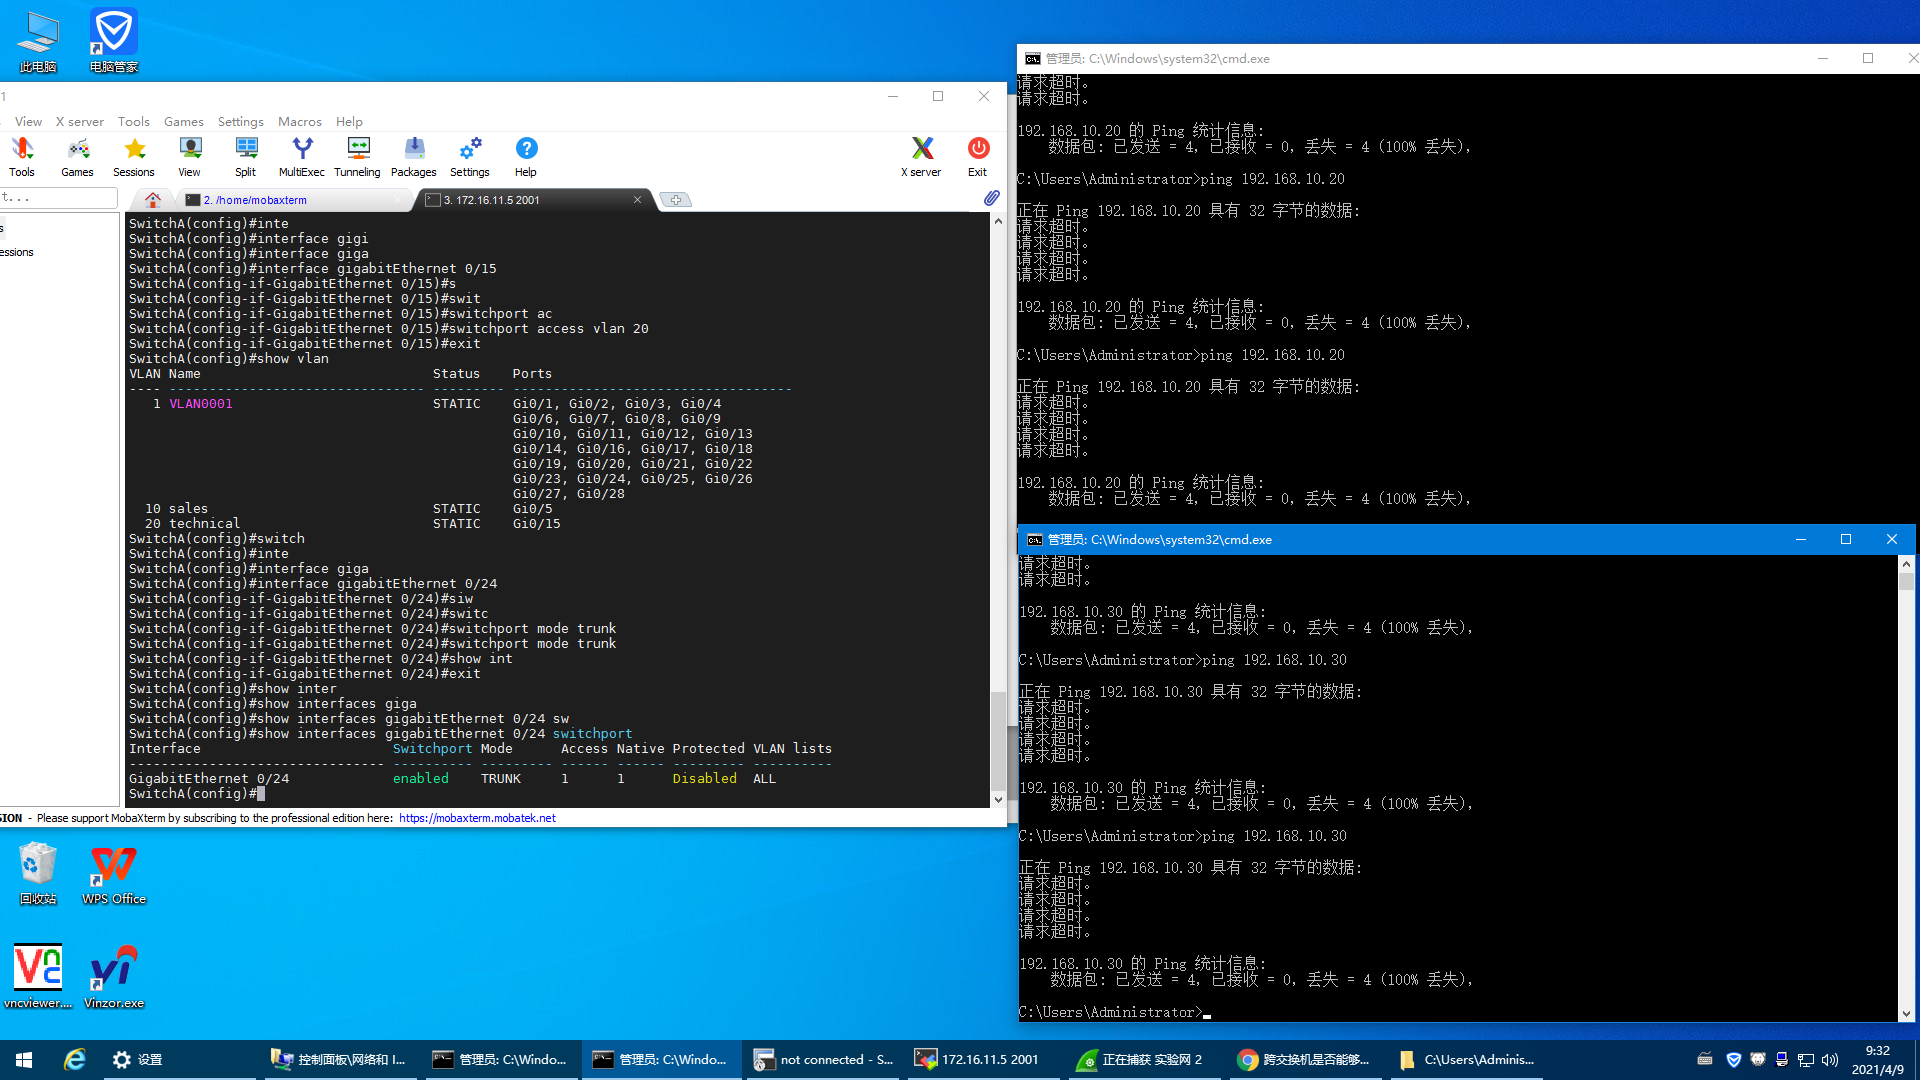 此电脑
电脑管家
1
View X server Tools Games Settings Macros Help
Tools Games Sessions View Split MultiExec Tunneling Packages Settings Help X server Exit
t...
2. /home/mobaxterm
3. 172.16.11.5 2001
s
essions
SwitchA(config)#inte
SwitchA(config)#interface gigi
SwitchA(config)#interface giga
SwitchA(config)#interface gigabitEthernet 0/15
SwitchA(config-if-GigabitEthernet 0/15)#s
SwitchA(config-if-GigabitEthernet 0/15)#swit
SwitchA(config-if-GigabitEthernet 0/15)#switchport ac
SwitchA(config-if-GigabitEthernet 0/15)#switchport access vlan 20
SwitchA(config-if-GigabitEthernet 0/15)#exit
SwitchA(config)#show vlan
VLAN Name                             Status    Ports
---- -------------------------------- -------- -----------------------------------
   1 VLAN0001                         STATIC    Gi0/1, Gi0/2, Gi0/3, Gi0/4
                                                Gi0/6, Gi0/7, Gi0/8, Gi0/9
                                                Gi0/10, Gi0/11, Gi0/12, Gi0/13
                                                Gi0/14, Gi0/16, Gi0/17, Gi0/18
                                                Gi0/19, Gi0/20, Gi0/21, Gi0/22
                                                Gi0/23, Gi0/24, Gi0/25, Gi0/26
                                                Gi0/27, Gi0/28
  10 sales                            STATIC    Gi0/5
  20 technical                        STATIC    Gi0/15
SwitchA(config)#switch
SwitchA(config)#inte
SwitchA(config)#interface giga
SwitchA(config)#interface gigabitEthernet 0/24
SwitchA(config-if-GigabitEthernet 0/24)#siw
SwitchA(config-if-GigabitEthernet 0/24)#switc
SwitchA(config-if-GigabitEthernet 0/24)#switchport mode trunk
SwitchA(config-if-GigabitEthernet 0/24)#switchport mode trunk
SwitchA(config-if-GigabitEthernet 0/24)#show int
SwitchA(config-if-GigabitEthernet 0/24)#exit
SwitchA(config)#show inter
SwitchA(config)#show interfaces giga
SwitchA(config)#show interfaces gigabitEthernet 0/24 sw
SwitchA(config)#show interfaces gigabitEthernet 0/24 switchport
Interface                        Switchport Mode      Access Native Protected VLAN lists
-------------------------------- ---------- --------- ------ ------ --------- ----------
GigabitEthernet 0/24             enabled    TRUNK     1      1      Disabled  ALL
SwitchA(config)#
SION - Please support MobaXterm by subscribing to the professional edition here: https://mobaxterm.mobatek.net
管理员: C:\Windows\system32\cmd.exe
请求超时。
请求超时。
192.168.10.20 的 Ping 统计信息:
数据包: 已发送 = 4，已接收 = 0，丢失 = 4 (100% 丢失)，
C:\Users\Administrator>ping 192.168.10.20
正在 Ping 192.168.10.20 具有 32 字节的数据:
请求超时。
请求超时。
请求超时。
请求超时。
192.168.10.20 的 Ping 统计信息:
数据包: 已发送 = 4，已接收 = 0，丢失 = 4 (100% 丢失)，
C:\Users\Administrator>ping 192.168.10.20
正在 Ping 192.168.10.20 具有 32 字节的数据:
请求超时。
请求超时。
请求超时。
请求超时。
192.168.10.20 的 Ping 统计信息:
数据包: 已发送 = 4，已接收 = 0，丢失 = 4 (100% 丢失)，
管理员: C:\Windows\system32\cmd.exe
请求超时。
请求超时。
192.168.10.30 的 Ping 统计信息:
数据包: 已发送 = 4，已接收 = 0，丢失 = 4 (100% 丢失)，
C:\Users\Administrator>ping 192.168.10.30
正在 Ping 192.168.10.30 具有 32 字节的数据:
请求超时。
请求超时。
请求超时。
请求超时。
192.168.10.30 的 Ping 统计信息:
数据包: 已发送 = 4，已接收 = 0，丢失 = 4 (100% 丢失)，
C:\Users\Administrator>ping 192.168.10.30
正在 Ping 192.168.10.30 具有 32 字节的数据:
请求超时。
请求超时。
请求超时。
请求超时。
192.168.10.30 的 Ping 统计信息:
数据包: 已发送 = 4，已接收 = 0，丢失 = 4 (100% 丢失)，
C:\Users\Administrator>
回收站
WPS Office
vncviewer....
Vinzor.exe
设置
控制面板\网络和 I...
管理员: C:\Windo...
管理员: C:\Windo...
not connected - S...
172.16.11.5 2001
正在捕获 实验网 2
跨交换机是否能够...
C:\Users\Adminis...
9:32
2021/4/9